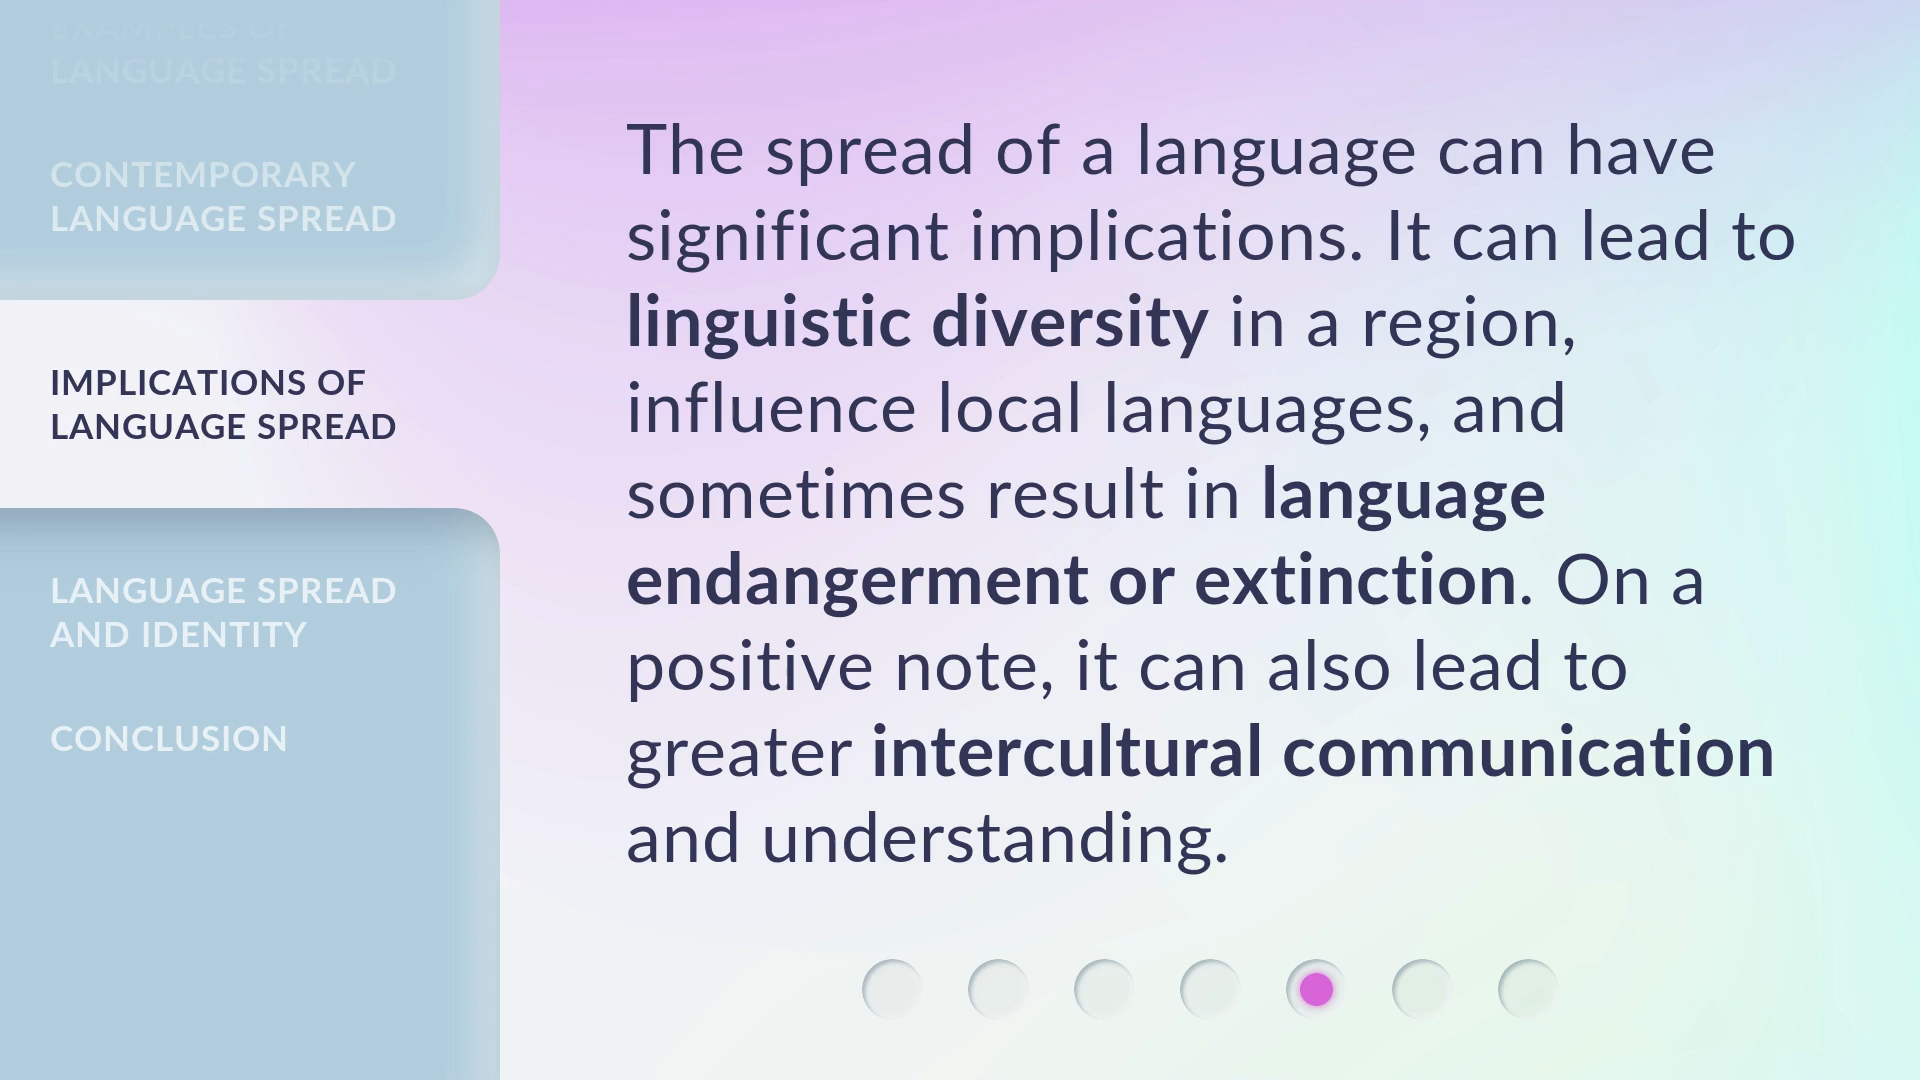 EXAMPLES OF
LANGUAGE SPREAD
CONTEMPORARY
LANGUAGE SPREAD
IMPLICATIONS OF
LANGUAGE SPREAD
LANGUAGE SPREAD
AND IDENTITY
CONCLUSION
The spread of a language can have
significant implications. It can lead to
linguistic diversity in a region,
influence local languages, and
sometimes result in language
endangerment or extinction. On a
positive note, it can also lead to
greater intercultural communication
and understanding.